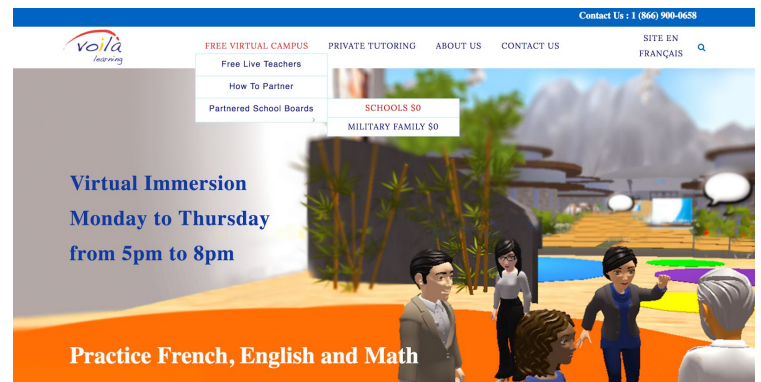 Contact Us : 1 (866) 900-0658
voilà
learning
FREE VIRTUAL CAMPUS PRIVATE TUTORING ABOUT US CONTACT US
SITE EN
FRANÇAIS
Free Live Teachers
How To Partner
Partnered School Boards
SCHOOLS $0
MILITARY FAMILY $0
Virtual Immersion
Monday to Thursday
from 5pm to 8pm
Practice French, English and Math